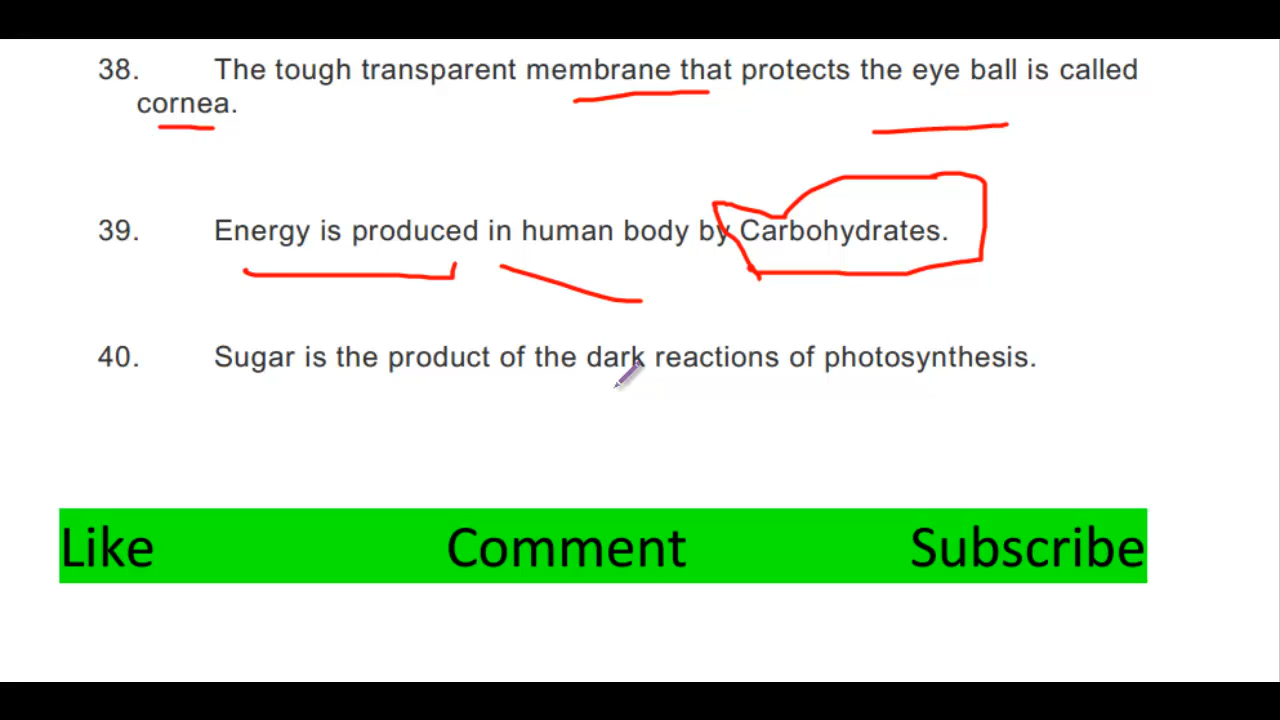 38. The tough transparent membrane that protects the eye ball is called
cornea.
39. Energy is produced in human body by Carbohydrates.
40. Sugar is the product of the dark reactions of photosynthesis.
Like Comment Subscribe